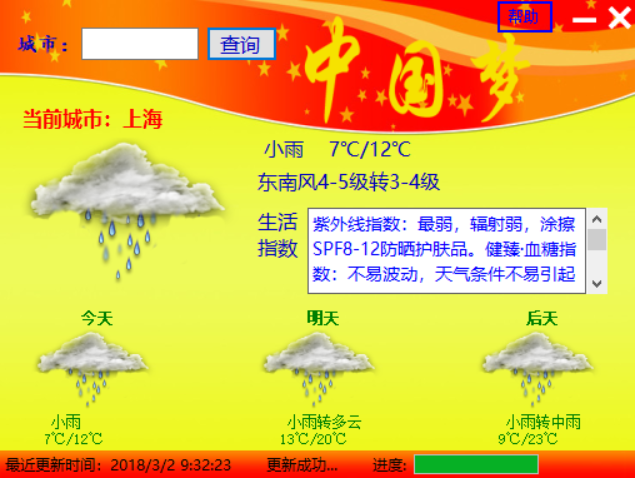 帮助
城市：
查询
中国梦
当前城市：上海
小雨 7℃/12℃
东南风4-5级转3-4级
生活
指数
紫外线指数：最弱，辐射弱，涂擦
SPF8-12防晒护肤品。健臻·血糖指
数：不易波动，天气条件不易引起
今天 明天 后天
小雨 小雨转多云 小雨转中雨
7℃/12℃ 13℃/20℃ 9℃/23℃
最近更新时间：2018/3/2 9:32:23 更新成功... 进度: